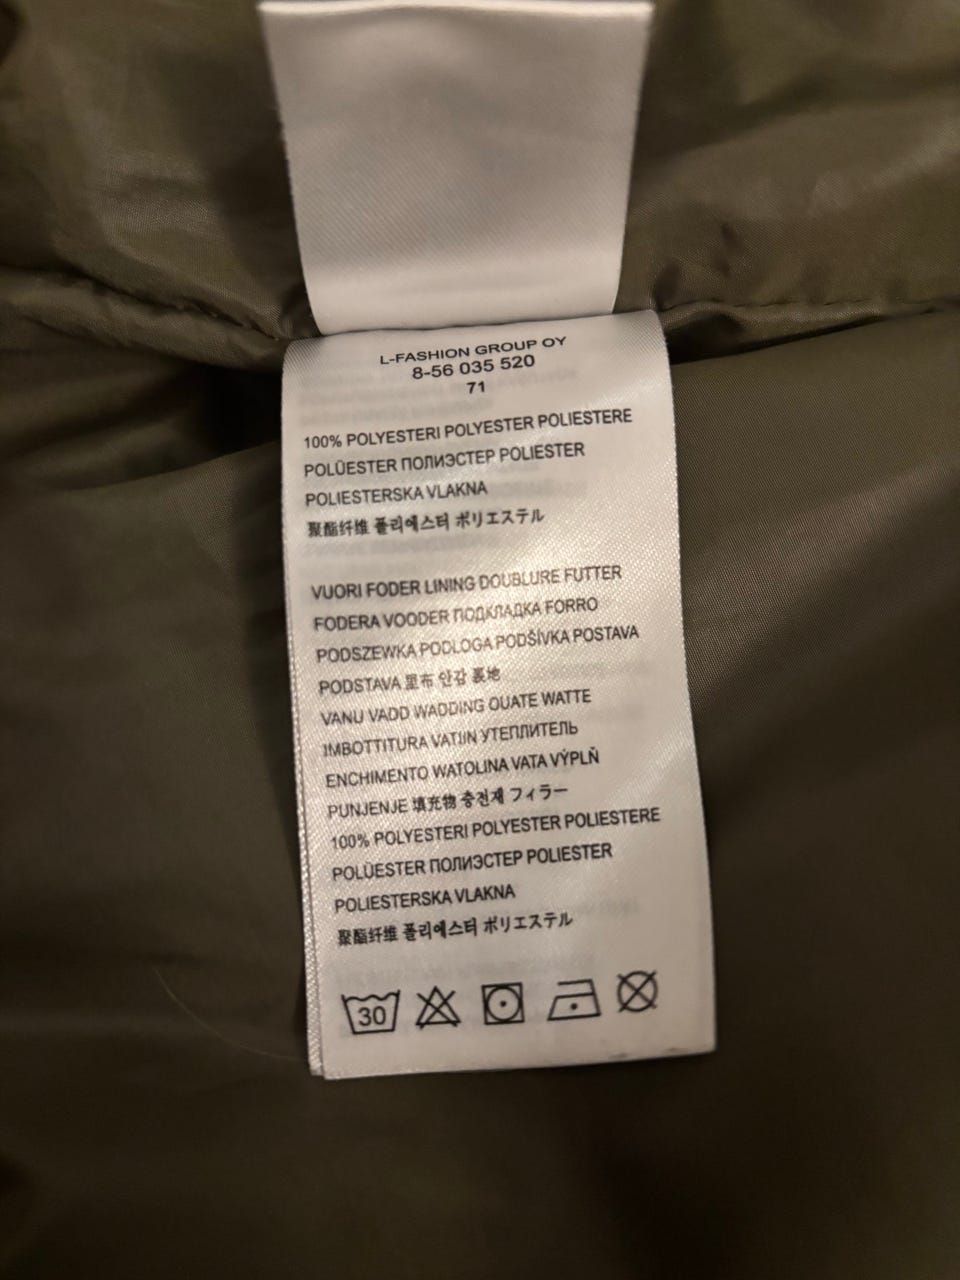 L-FASHION GROUP OY
8-56 035 520
71
100% POLYESTERI POLYESTER POLIESTERE
POLÜESTER ПОЛИЭСТЕР POLIESTER
POLIESTERSKA VLAKNA
聚酯纤维 폴리에스터 ポリエステル
VUORI FODER LINING DOUBLURE FUTTER
FODERA VOODER ПОДКЛАДКА FORRO
PODSZEWKA PODLOGA PODŠÍVKA POSTAVA
PODSTAVA 里布 안감 裏地
VANU VADD WADDING OUATE WATTE
IMBOTTITURA VATIIN УТЕПЛИТЕЛЬ
ENCHIMENTO WATOLINA VATA VÝPLŇ
PUNJENJE 填充物 충전재 フィラー
100% POLYESTERI POLYESTER POLIESTERE
POLÜESTER ПОЛИЭСТЕР POLIESTER
POLIESTERSKA VLAKNA
聚酯纤维 폴리에스터 ポリエステル
30